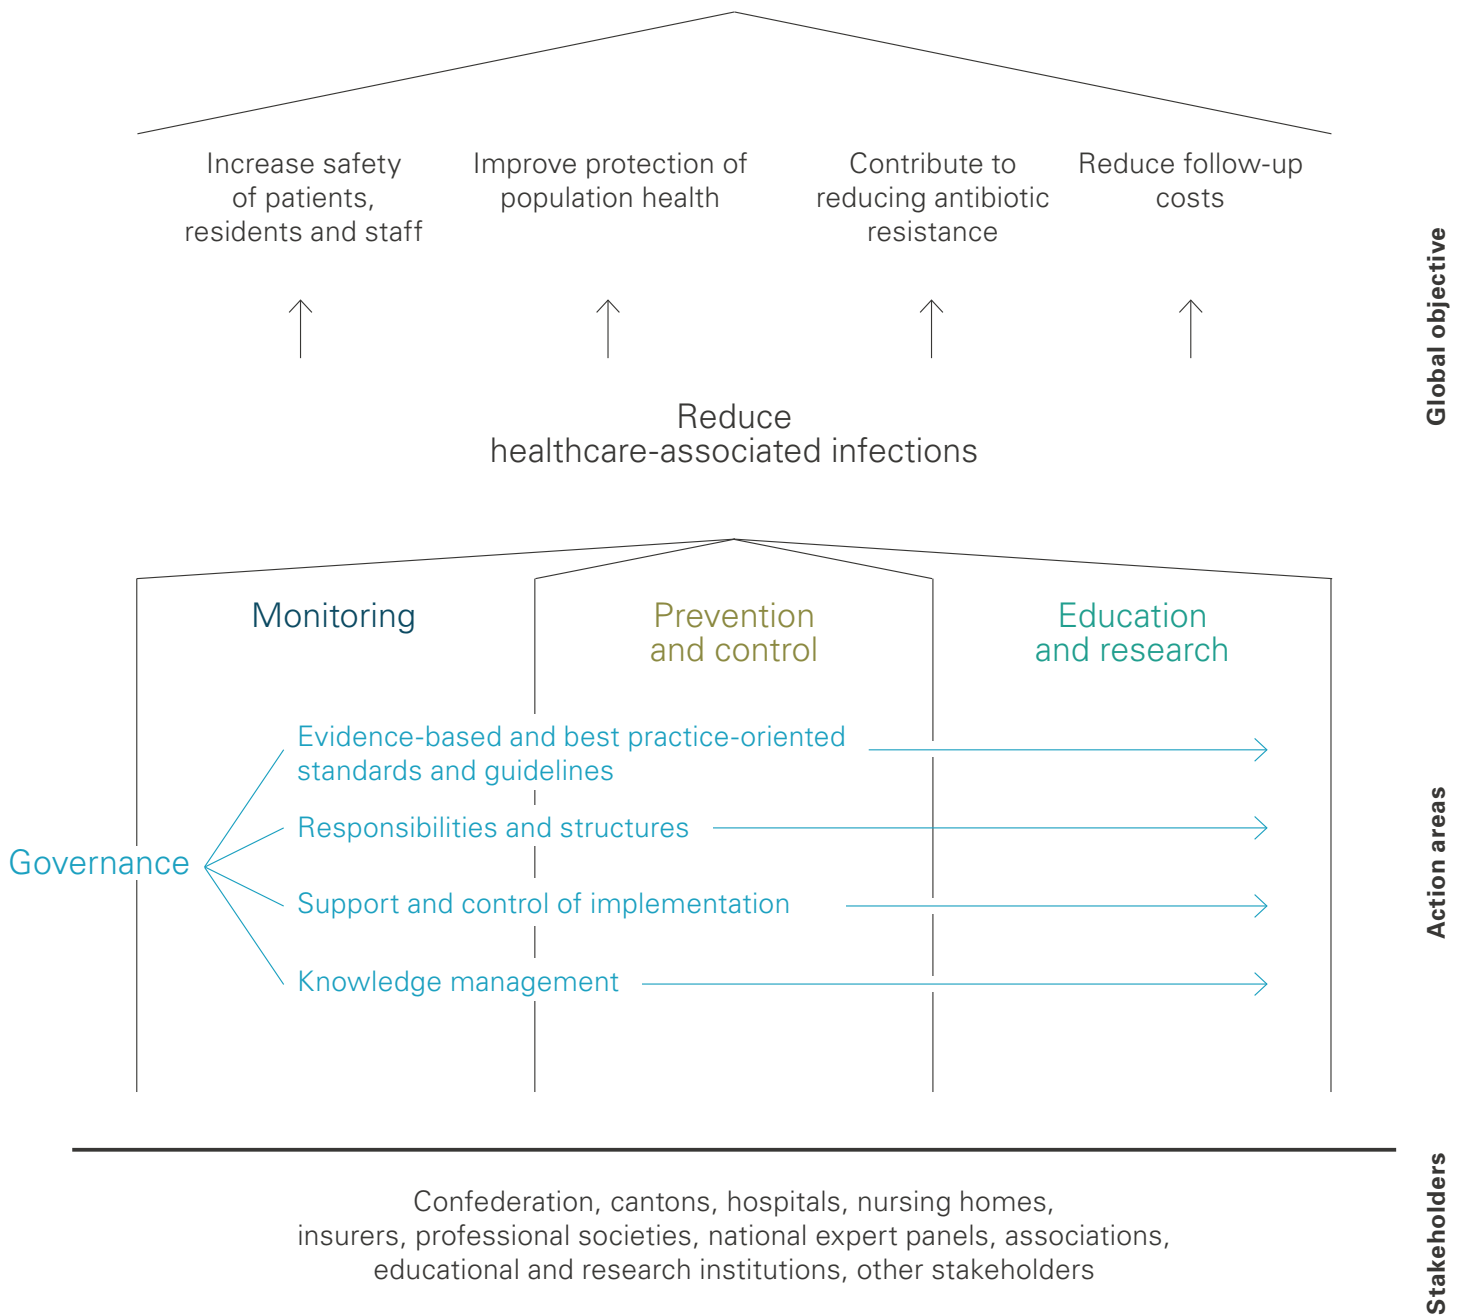 Increase safety
of patients,
residents and staff
Improve protection of
population health
Contribute to
reducing antibiotic
resistance
Reduce follow-up
costs
Global objective
Reduce
healthcare-associated infections
Monitoring
Prevention
and control
Education
and research
Governance
Evidence-based and best practice-oriented
standards and guidelines
Responsibilities and structures
Support and control of implementation
Knowledge management
Action areas
Confederation, cantons, hospitals, nursing homes,
insurers, professional societies, national expert panels, associations,
educational and research institutions, other stakeholders
Stakeholders